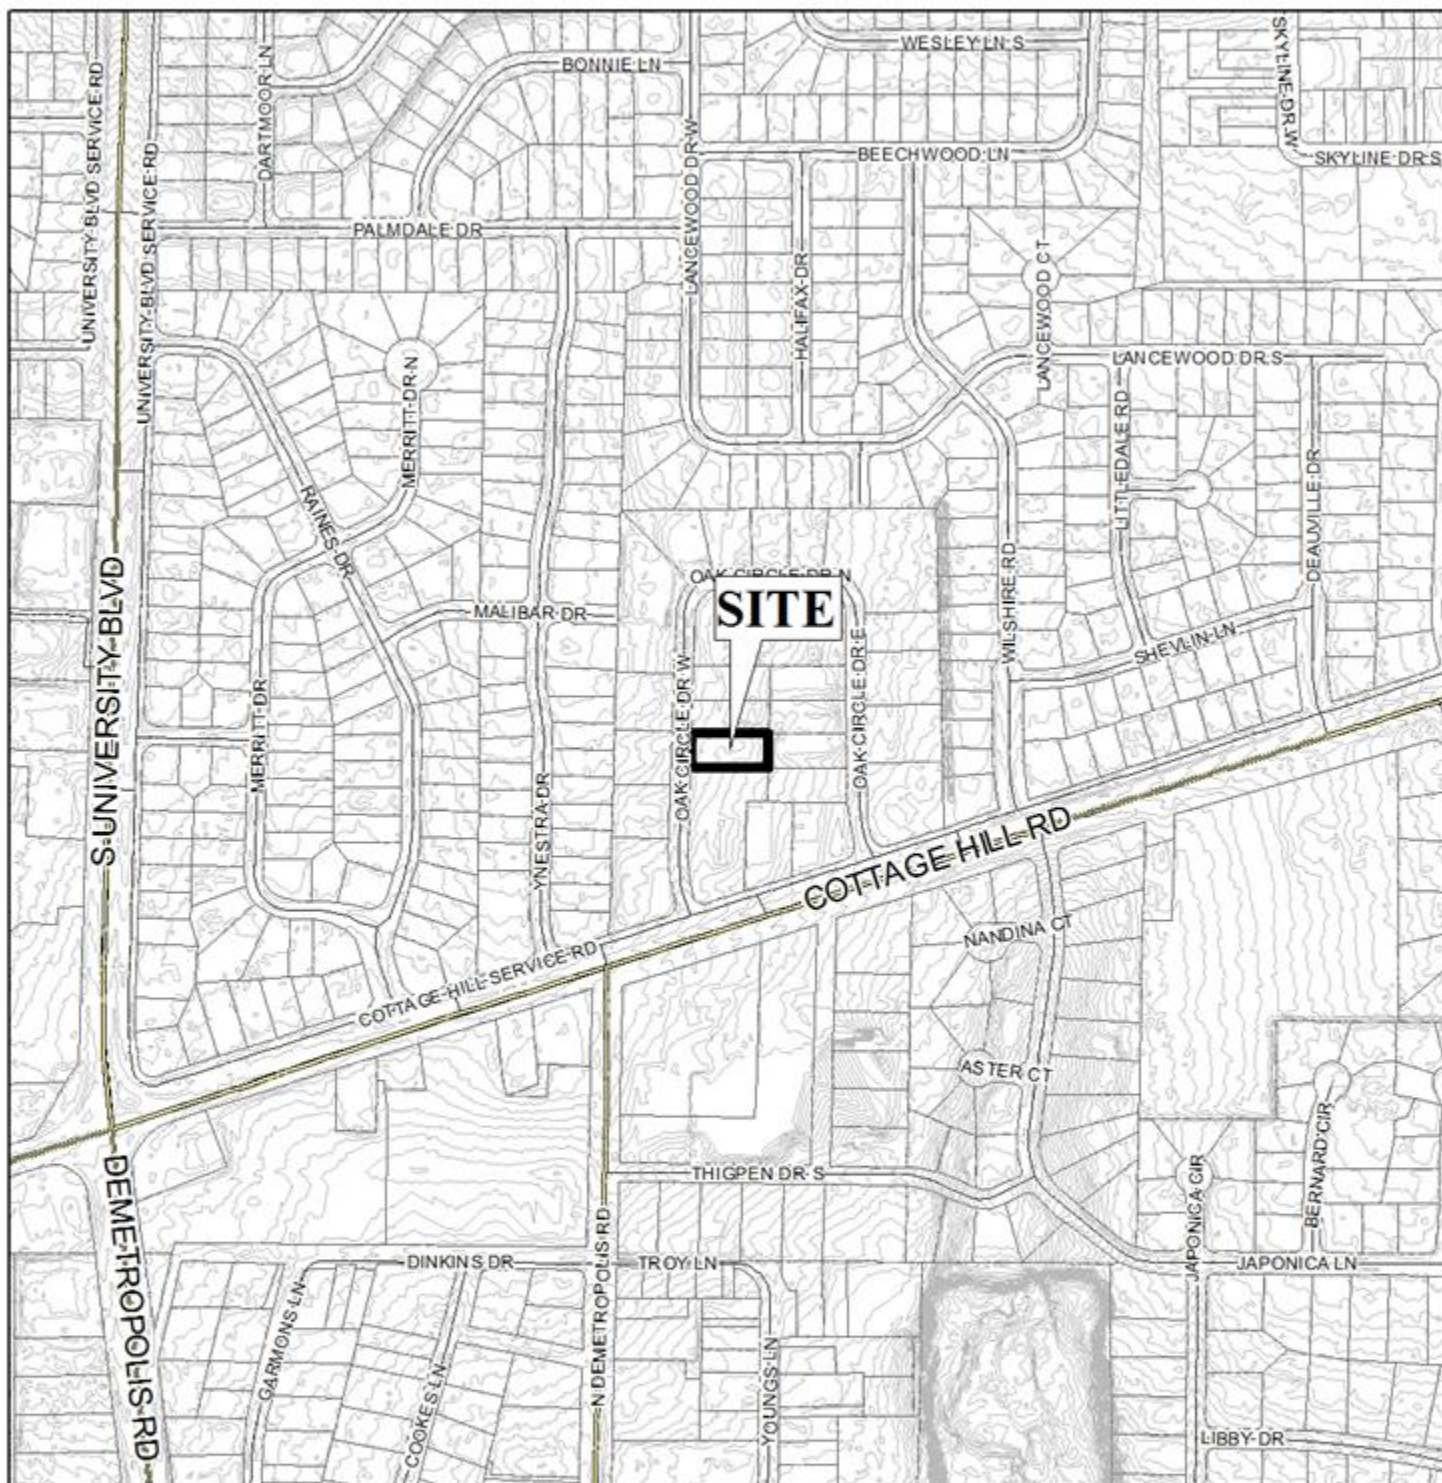 WESLEY LN S
SKYLINE DR W
BONNIE LN
DARTMOOR LN
UNIVERSITY BLVD SERVICE RD
UNIVERSITY BLVD SERVICE RD
LANCEWOOD DR W
BEECHWOOD LN
SKYLINE DR S
PALMDALE DR
HALIFAX DR
LANCEWOOD CT
LANCEWOOD DR S
MERRITT DR N
LITTLEDALE RD
DEAUVILLE DR
RAINES DR
OAK CIRCLE DR N
SITE
MALIBAR DR
WILSHIRE RD
SHEVLIN LN
S UNIVERSITY BLVD
MERRITT DR
OAK CIRCLE DR W
OAK CIRCLE DR E
YNESTRA DR
COTTAGE HILL RD
NANDINA CT
COTTAGE HILL SERVICE RD
ASTER CT
BERNARD CIR
THIGPEN DR S
JAPONICA CIR
DEMETROPOLIS RD
N DEMETROPOLIS RD
DINKINS DR
TROY LN
JAPONICA LN
GARMONS LN
COOKES LN
YOUNGS LN
LIBBY DR